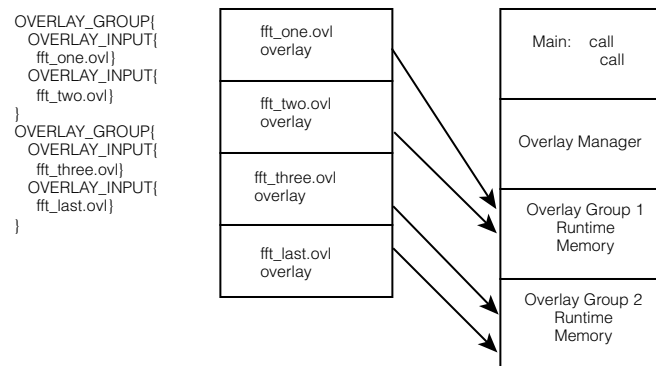 OVERLAY_GROUP{
OVERLAY_INPUT{
fft_one.ovl}
OVERLAY_INPUT{
fft_two.ovl}
}
OVERLAY_GROUP{
OVERLAY_INPUT{
fft_three.ovl}
OVERLAY_INPUT{
fft_last.ovl}
}
fft_one.ovl
overlay
fft_two.ovl
overlay
fft_three.ovl
overlay
fft_last.ovl
overlay
Main: call
call
Overlay Manager
Overlay Group 1
Runtime
Memory
Overlay Group 2
Runtime
Memory